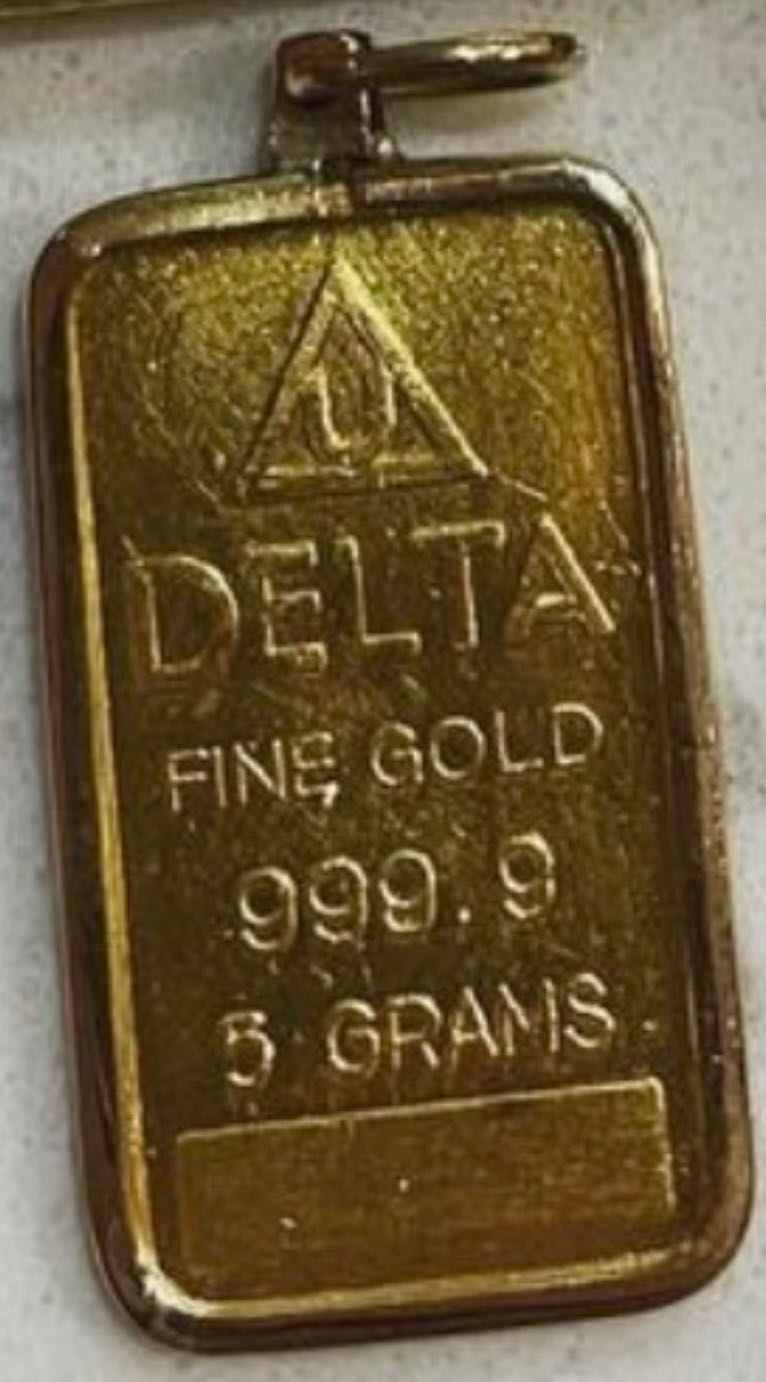 DELTA
FINE GOLD
999.9
5 GRAMS